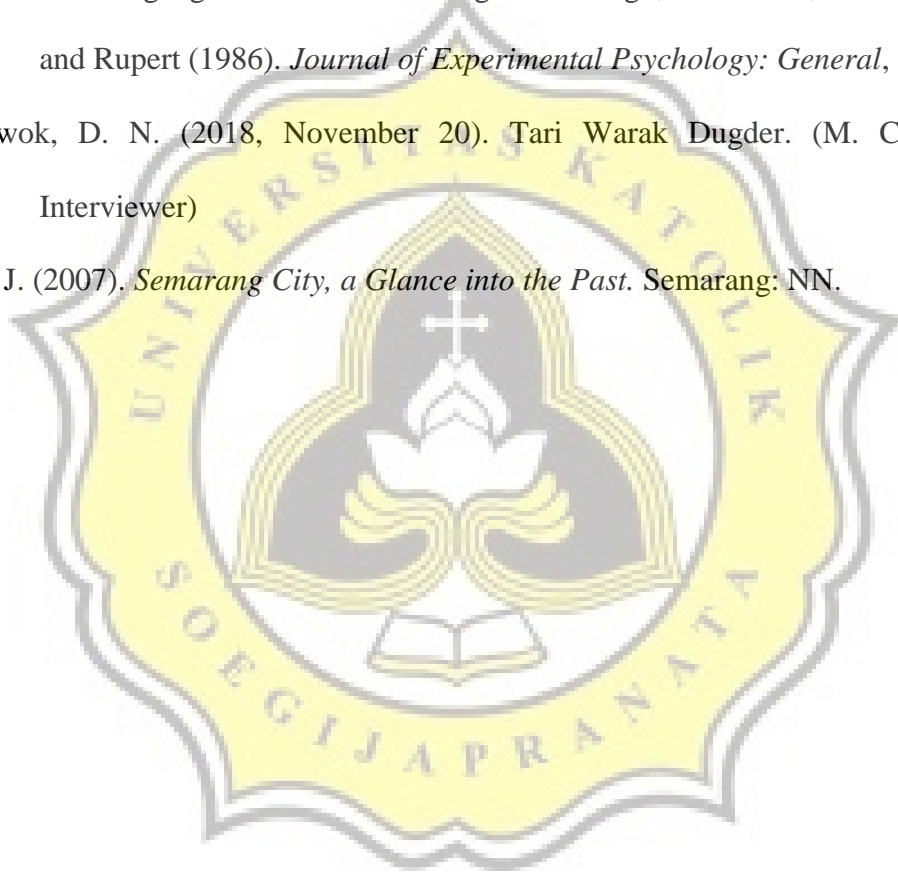 and Rupert (1986). Journal of Experimental Psychology: General,
wok, D. N. (2018, November 20). Tari Warak Dugder. (M. C
Interviewer)
J. (2007). Semarang City, a Glance into the Past. Semarang: NN.
UNIVERSITAS KATOLIK
SOEGIJAPRANATA